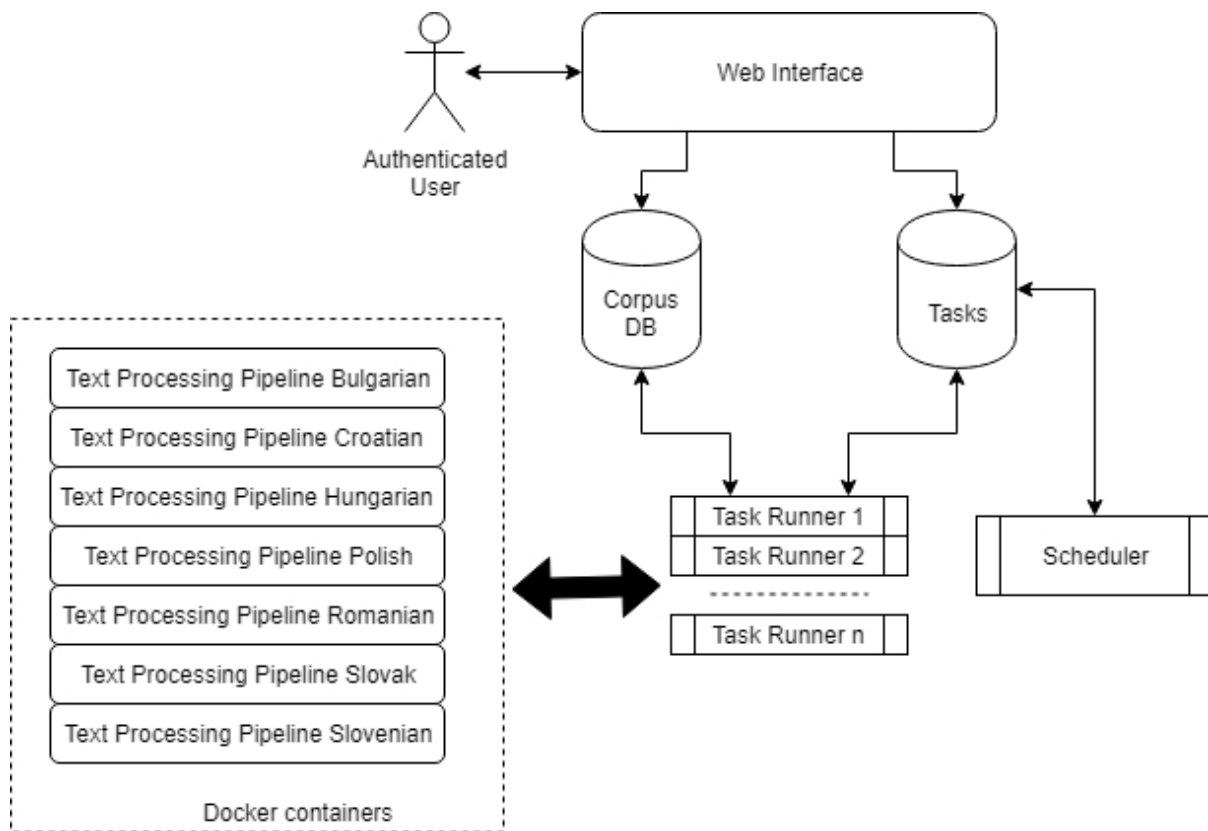 Web Interface
Authenticated
User
Corpus
DB
Tasks
Text Processing Pipeline Bulgarian
Text Processing Pipeline Croatian
Text Processing Pipeline Hungarian
Text Processing Pipeline Polish
Text Processing Pipeline Romanian
Text Processing Pipeline Slovak
Text Processing Pipeline Slovenian
Docker containers
Task Runner 1
Task Runner 2
Task Runner n
Scheduler